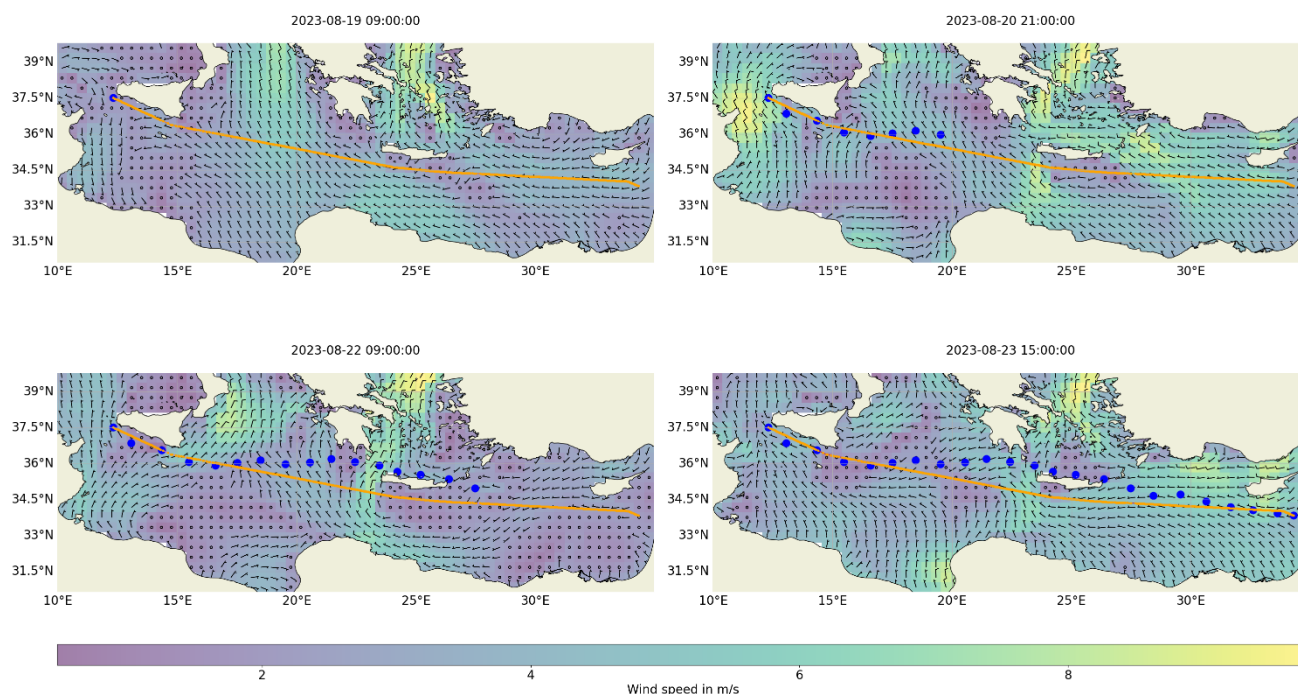 2023-08-19 09:00:00
39°N
37.5°N
36°N
34.5°N
33°N
31.5°N
10°E 15°E 20°E 25°E 30°E
2023-08-20 21:00:00
39°N
37.5°N
36°N
34.5°N
33°N
31.5°N
10°E 15°E 20°E 25°E 30°E
2023-08-22 09:00:00
39°N
37.5°N
36°N
34.5°N
33°N
31.5°N
10°E 15°E 20°E 25°E 30°E
2023-08-23 15:00:00
39°N
37.5°N
36°N
34.5°N
33°N
31.5°N
10°E 15°E 20°E 25°E 30°E
2 4 6 8
Wind speed in m/s